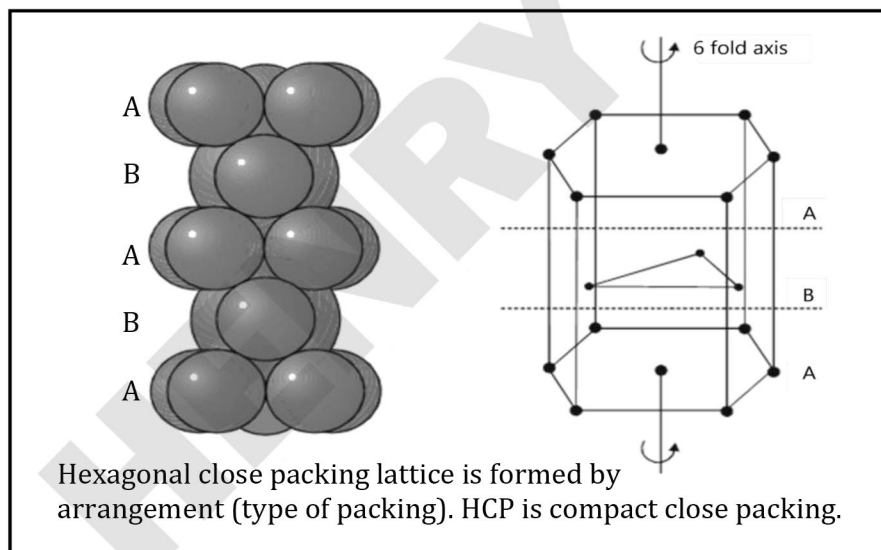 A
B
A
B
A
6 fold axis
A
B
A
HENRY
Hexagonal close packing lattice is formed by
arrangement (type of packing). HCP is compact close packing.